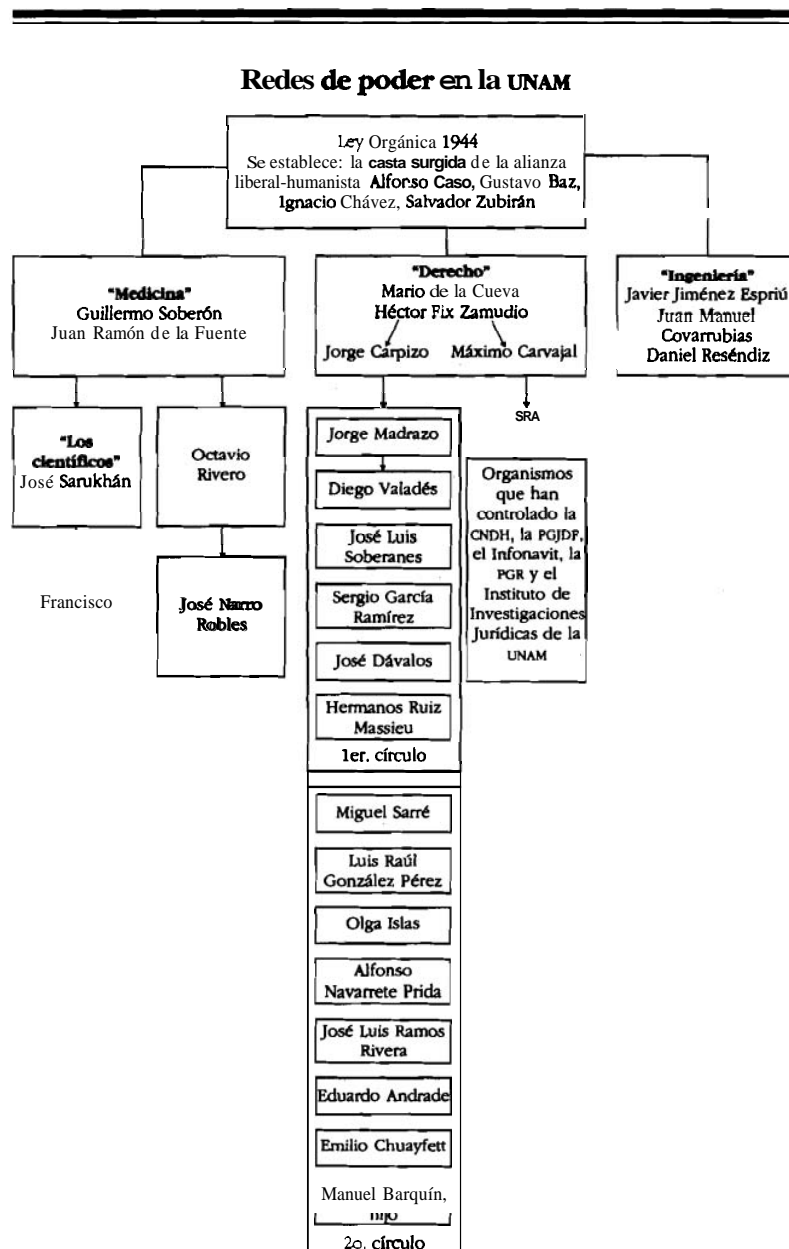 Redes de poder en la UNAM
Ley Orgánica 1944
Se establece: la casta surgida de la alianza
liberal-humanista Alfonso Caso, Gustavo Baz,
Ignacio Chávez, Salvador Zubirán
"Medicina"
Guillermo Soberón
Juan Ramón de la Fuente
"Derecho"
Mario de la Cueva
Héctor Fix Zamudio
Jorge Carpizo
Máximo Carvajal
"Ingeniería"
Javier Jiménez Espriú
Juan Manuel
Covarrubias
Daniel Reséndiz
"Los
científicos"
José Sarukhán
Octavio
Rivero
Francisco
José Narro
Robles
SRA
Jorge Madrazo
Diego Valadés
José Luis
Soberanes
Sergio García
Ramírez
José Dávalos
Hermanos Ruiz
Massieu
1er. círculo
Organismos
que han
controlado la
CNDH, la PGJDF,
el Infonavit, la
PGR y el
Instituto de
Investigaciones
Jurídicas de la
UNAM
Miguel Sarré
Luis Raúl
González Pérez
Olga Islas
Alfonso
Navarrete Prida
José Luis Ramos
Rivera
Eduardo Andrade
Emilio Chuayfett
Manuel Barquín,
hijo
2o. círculo